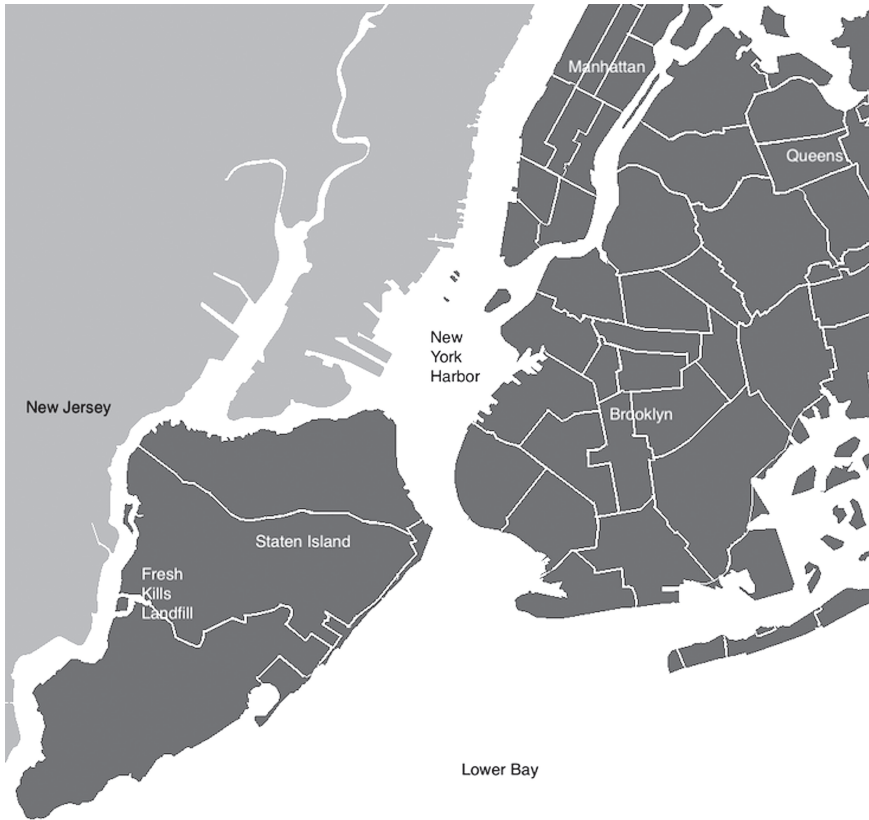 Manhattan
Queens
New
York
Harbor
New Jersey
Brooklyn
Staten Island
Fresh
Kills
Landfill
Lower Bay